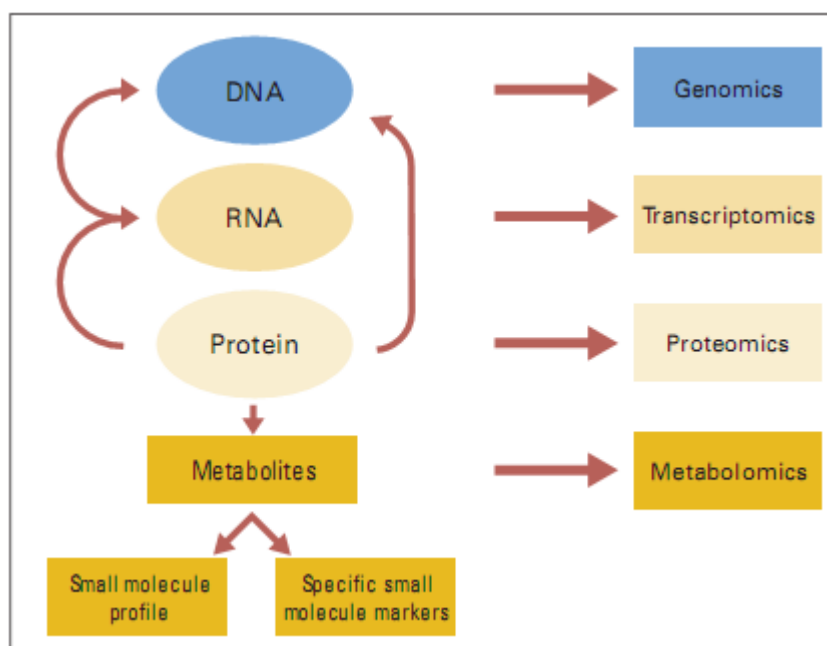 DNA
Genomics
RNA
Transcriptomics
Protein
Proteomics
Metabolites
Metabolomics
Small molecule
profile
Specific small
molecule markers